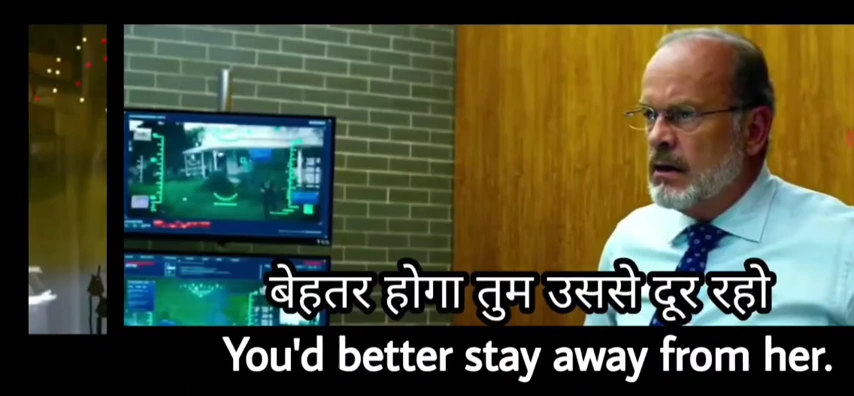 बेहतर होगा तुम उससे दूर रहो
You'd better stay away from her.